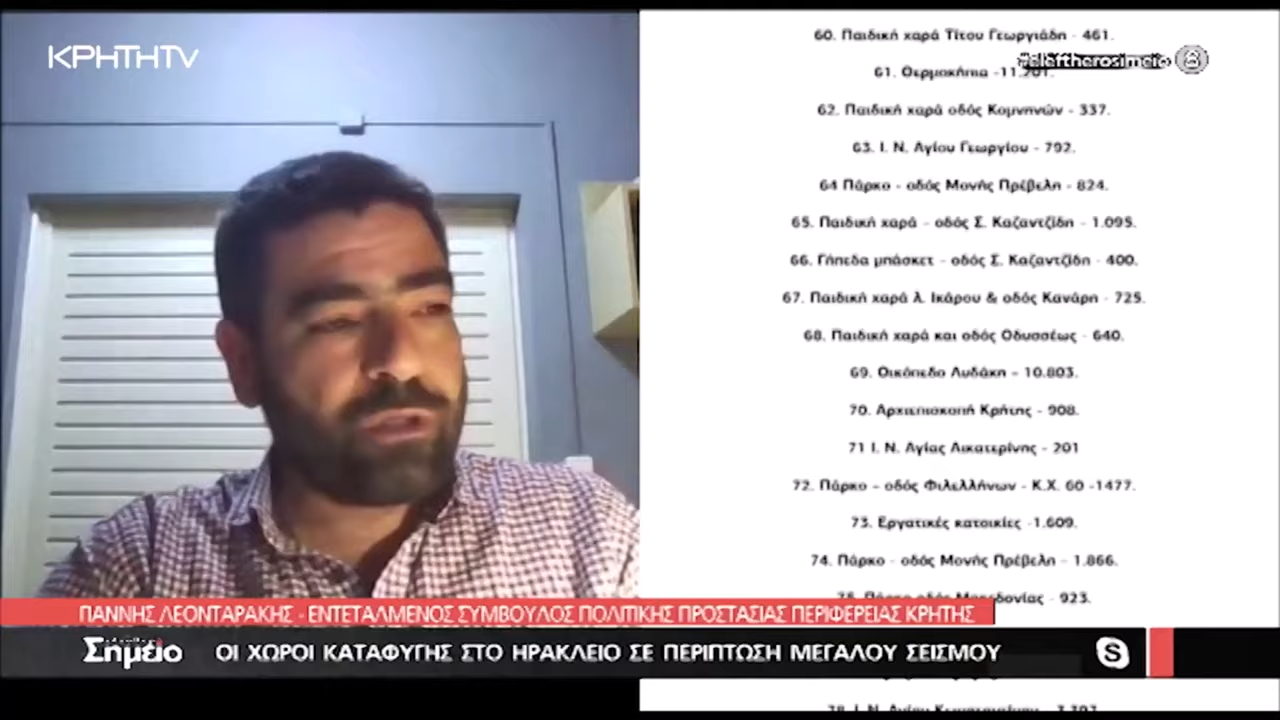 ΚΡΗΤΗTV
#eleftherosimeio
60. Παιδική χαρά Τίτου Γεωργιάδη - 461.
61. Θερμοκήπια -11.201.
62. Παιδική χαρά οδός Κομνηνών - 337.
63. Ι. Ν. Αγίου Γεωργίου - 792.
64 Πάρκο - οδός Μονής Πρέβελη - 824.
65. Παιδική χαρά - οδός Σ. Καζαντζίδη - 1.095.
66. Γήπεδα μπάσκετ - οδός Σ. Καζαντζίδη - 400.
67. Παιδική χαρά λ. Ικάρου & οδός Κανάρη - 725.
68. Παιδική χαρά και οδός Οδυσσέως - 640.
69. Οικόπεδο Λυδάκη - 10.803.
70. Αρχιεπισκοπή Κρήτης - 908.
71 Ι. Ν. Αγίας Αικατερίνης - 201
72. Πάρκο - οδός Φιλελλήνων - Κ.Χ. 60 -1477.
73. Εργατικές κατοικίες -1.609.
74. Πάρκο - οδός Μονής Πρέβελη - 1.866.
- 923.
ΓΙΑΝΝΗΣ ΛΕΟΝΤΑΡΑΚΗΣ - ΕΝΤΕΤΑΛΜΕΝΟΣ ΣΥΜΒΟΥΛΟΣ ΠΟΛΙΤΙΚΗΣ ΠΡΟΣΤΑΣΙΑΣ ΠΕΡΙΦΕΡΕΙΑΣ ΚΡΗΤΗΣ
Σημείο
ΟΙ ΧΩΡΟΙ ΚΑΤΑΦΥΓΗΣ ΣΤΟ ΗΡΑΚΛΕΙΟ ΣΕ ΠΕΡΙΠΤΩΣΗ ΜΕΓΑΛΟΥ ΣΕΙΣΜΟΥ